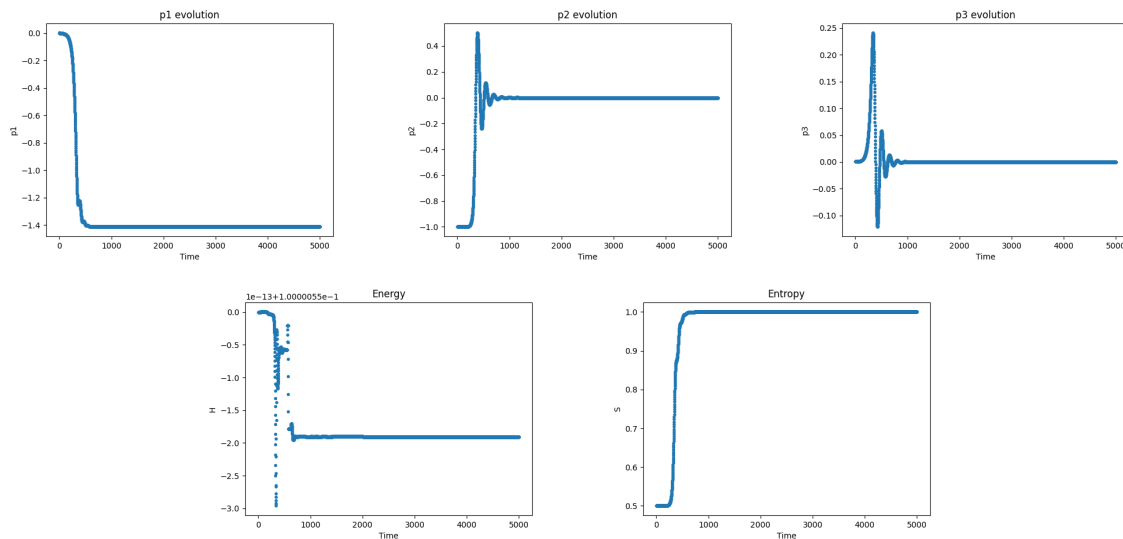 p1 evolution
0.0
−0.2
−0.4
−0.6
−0.8
−1.0
−1.2
−1.4
p1
0 1000 2000 3000 4000 5000
Time
p2 evolution
0.4
0.2
0.0
−0.2
−0.4
−0.6
−0.8
−1.0
p2
0 1000 2000 3000 4000 5000
Time
p3 evolution
0.25
0.20
0.15
0.10
0.05
0.00
−0.05
−0.10
p3
0 1000 2000 3000 4000 5000
Time
Energy
1e−13+1.0000055e−1
0.0
−0.5
−1.0
−1.5
−2.0
−2.5
−3.0
H
0 1000 2000 3000 4000 5000
Time
Entropy
1.0
0.9
0.8
0.7
0.6
0.5
S
0 1000 2000 3000 4000 5000
Time